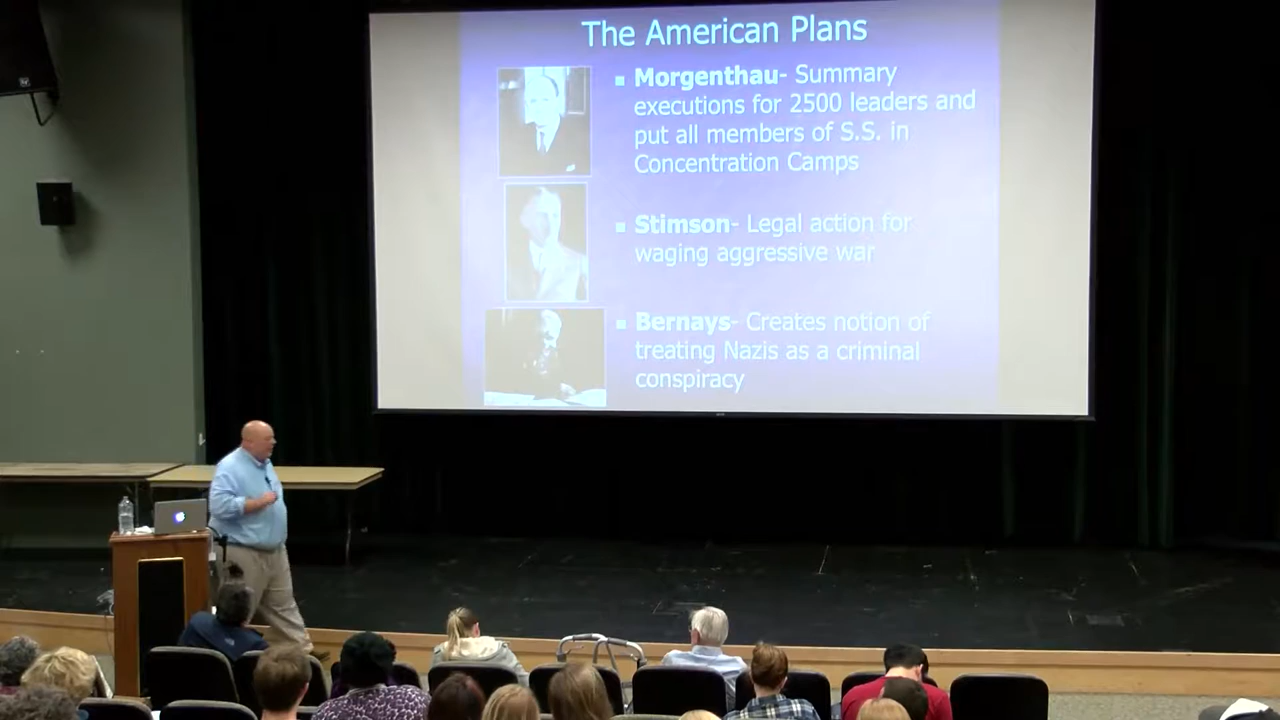 The American Plans
▪ Morgenthau- Summary
executions for 2500 leaders and
put all members of S.S. in
Concentration Camps
▪ Stimson- Legal action for
waging aggressive war
▪ Bernays- Creates notion of
treating Nazis as a criminal
conspiracy